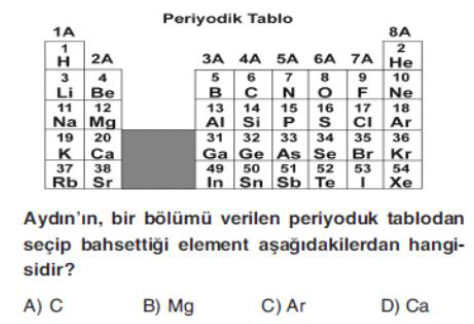 Periyodik Tablo
1A 8A
1 2
H 2A 3A 4A 5A 6A 7A He
3 4 5 6 7 8 9 10
Li Be B C N O F Ne
11 12 13 14 15 16 17 18
Na Mg Al Si P S Cl Ar
19 20 31 32 33 34 35 36
K Ca Ga Ge As Se Br Kr
37 38 49 50 51 52 53 54
Rb Sr In Sn Sb Te I Xe
Aydın'ın, bir bölümü verilen periyoduk tablodan
seçip bahsettiği element aşağıdakilerdan hangi-
sidir?
A) C B) Mg C) Ar D) Ca